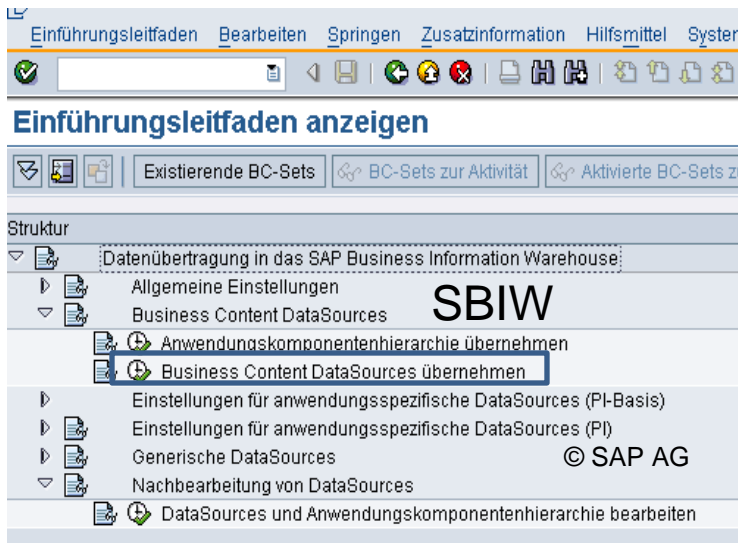 Einführungsleitfaden Bearbeiten Springen Zusatzinformation Hilfsmittel System
Einführungsleitfaden anzeigen
Existierende BC-Sets BC-Sets zur Aktivität Aktivierte BC-Sets
Struktur
Datenübertragung in das SAP Business Information Warehouse
Allgemeine Einstellungen
Business Content DataSources
SBIW
Anwendungskomponentenhierarchie übernehmen
Business Content DataSources übernehmen
Einstellungen für anwendungsspezifische DataSources (PI-Basis)
Einstellungen für anwendungsspezifische DataSources (PI)
Generische DataSources
© SAP AG
Nachbearbeitung von DataSources
DataSources und Anwendungskomponentenhierarchie bearbeiten